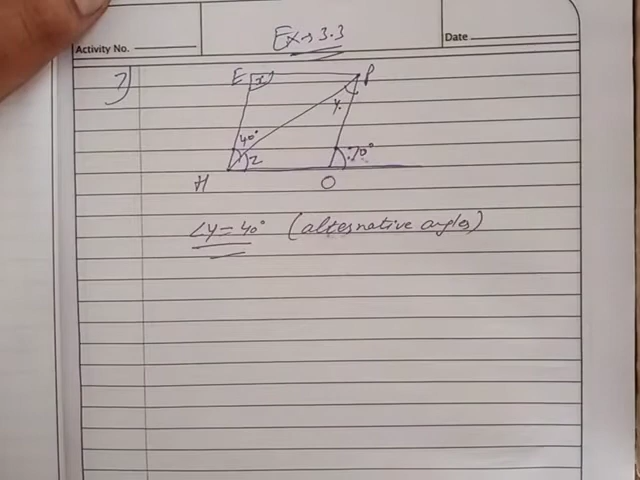 Ex → 3.3
Activity No.
Date
7)
E x P
y
40°
z 70°
H O
∠y = 40° (alternative angles)